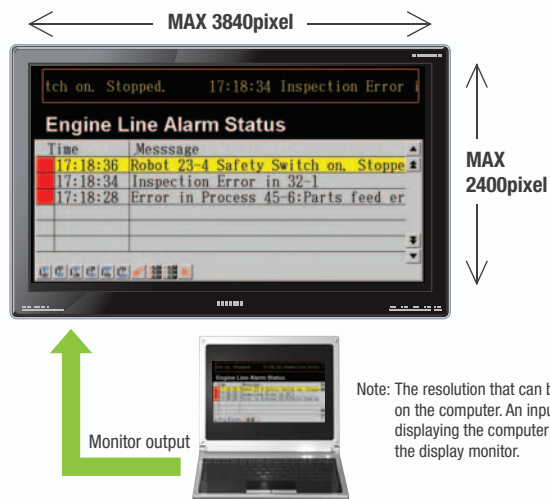 MAX 3840pixel
tch on. Stopped. 17:18:34 Inspection Error i
Engine Line Alarm Status
Time Messsage
17:18:36 Robot 23-4 Safety Switch on. Stoppe
17:18:34 Inspection Error in 32-1
17:18:28 Error in Process 45-6:Parts feed er
MAX
2400pixel
Monitor output
Note: The resolution that can b
on the computer. An inpu
displaying the computer
the display monitor.